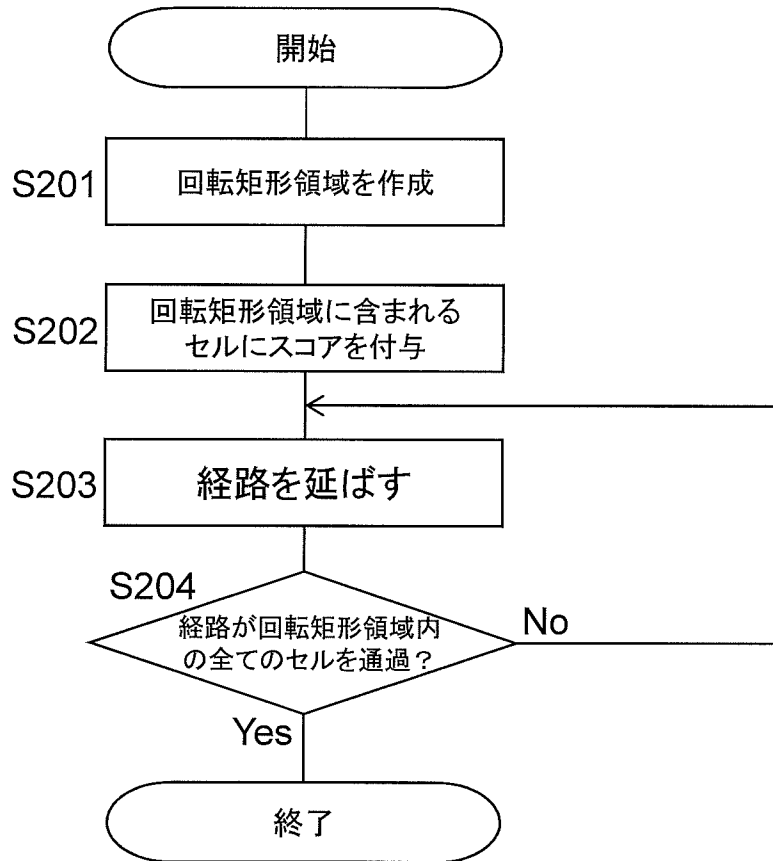 開始
S201
回転矩形領域を作成
S202
回転矩形領域に含まれる
セルにスコアを付与
S203
経路を延ばす
S204
経路が回転矩形領域内
の全てのセルを通過？
No
Yes
終了